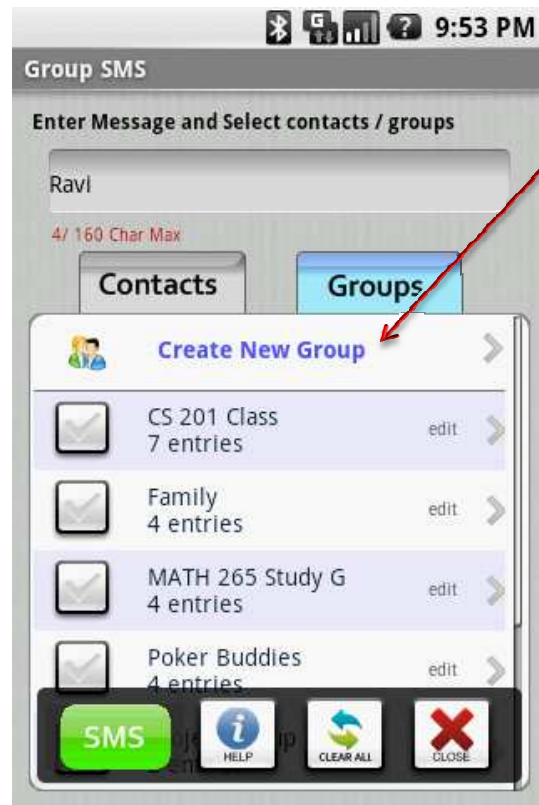 G
9:53 PM
Group SMS
Enter Message and Select contacts / groups
Ravi
4/ 160 Char Max
Contacts
Groups
Create New Group
CS 201 Class
7 entries
edit
Family
4 entries
edit
MATH 265 Study G
4 entries
edit
Poker Buddies
4 entries
edit
SMS
HELP
CLEAR ALL
CLOSE